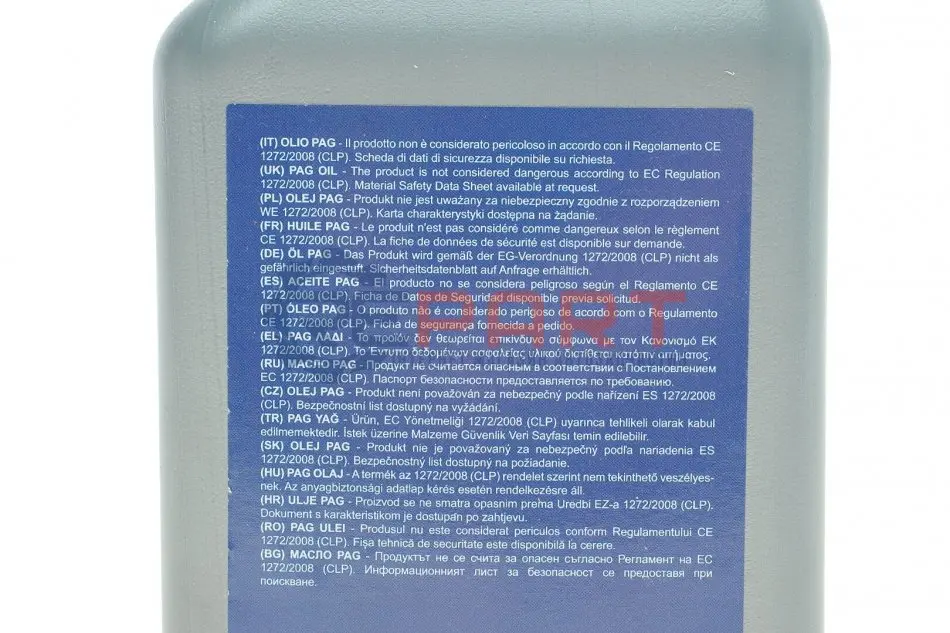 (IT) OLIO PAG - Il prodotto non è considerato pericoloso in accordo con il Regolamento CE
1272/2008 (CLP). Scheda di dati di sicurezza disponibile su richiesta.
(UK) PAG OIL - The product is not considered dangerous according to EC Regulation
1272/2008 (CLP). Material Safety Data Sheet available at request.
(PL) OLEJ PAG - Produkt nie jest uważany za niebezpieczny zgodnie z rozporządzeniem
WE 1272/2008 (CLP). Karta charakterystyki dostępna na żądanie.
(FR) HUILE PAG - Le produit n'est pas considéré comme dangereux selon le règlement
CE 1272/2008 (CLP). La fiche de données de sécurité est disponible sur demande.
(DE) ÖL PAG - Das Produkt wird gemäß der EG-Verordnung 1272/2008 (CLP) nicht als
gefährlich eingestuft. Sicherheitsdatenblatt auf Anfrage erhältlich.
(ES) ACEITE PAG - El producto no se considera peligroso según el Reglamento CE
1272/2008 (CLP). Ficha de Datos de Seguridad disponible previa solicitud.
(PT) ÓLEO PAG - O produto não é considerado perigoso de acordo com o Regulamento
CE 1272/2008 (CLP). Ficha de segurança fornecida a pedido.
(EL) PAG ΛΑΔΙ - Το προϊόν δεν θεωρείται επικίνδυνο σύμφωνα με τον Κανονισμό ΕΚ
1272/2008 (CLP). Το Έντυπο δεδομένων ασφαλείας υλικού διατίθεται κατόπιν αιτήματος.
(RU) МАСЛО PAG - Продукт не считается опасным в соответствии с Постановлением
ЕС 1272/2008 (CLP). Паспорт безопасности предоставляется по требованию.
(CZ) OLEJ PAG - Produkt není považován za nebezpečný podle nařízení ES 1272/2008
(CLP). Bezpečnostní list dostupný na vyžádání.
(TR) PAG YAĞ - Ürün, EC Yönetmeliği 1272/2008 (CLP) uyarınca tehlikeli olarak kabul
edilmemektedir. İstek üzerine Malzeme Güvenlik Veri Sayfası temin edilebilir.
(SK) OLEJ PAG - Produkt nie je považovaný za nebezpečný podľa nariadenia ES
1272/2008 (CLP). Bezpečnostný list dostupný na požiadanie.
(HU) PAG OLAJ - A termék az 1272/2008 (CLP) rendelet szerint nem tekinthető veszélyes-
nek. Az anyagbiztonsági adatlap kérés esetén rendelkezésre áll.
(HR) ULJE PAG - Proizvod se ne smatra opasnim prema Uredbi EZ-a 1272/2008 (CLP).
Dokument s karakteristikom je dostupan po zahtjevu.
(RO) PAG ULEI - Produsul nu este considerat periculos conform Regulamentului CE
1272/2008 (CLP). Fișa tehnică de securitate este disponibilă la cerere.
(BG) МАСЛО PAG - Продуктът не се счита за опасен съгласно Регламент на ЕС
1272/2008 (CLP). Информационният лист за безопасност се предоставя при
поискване.